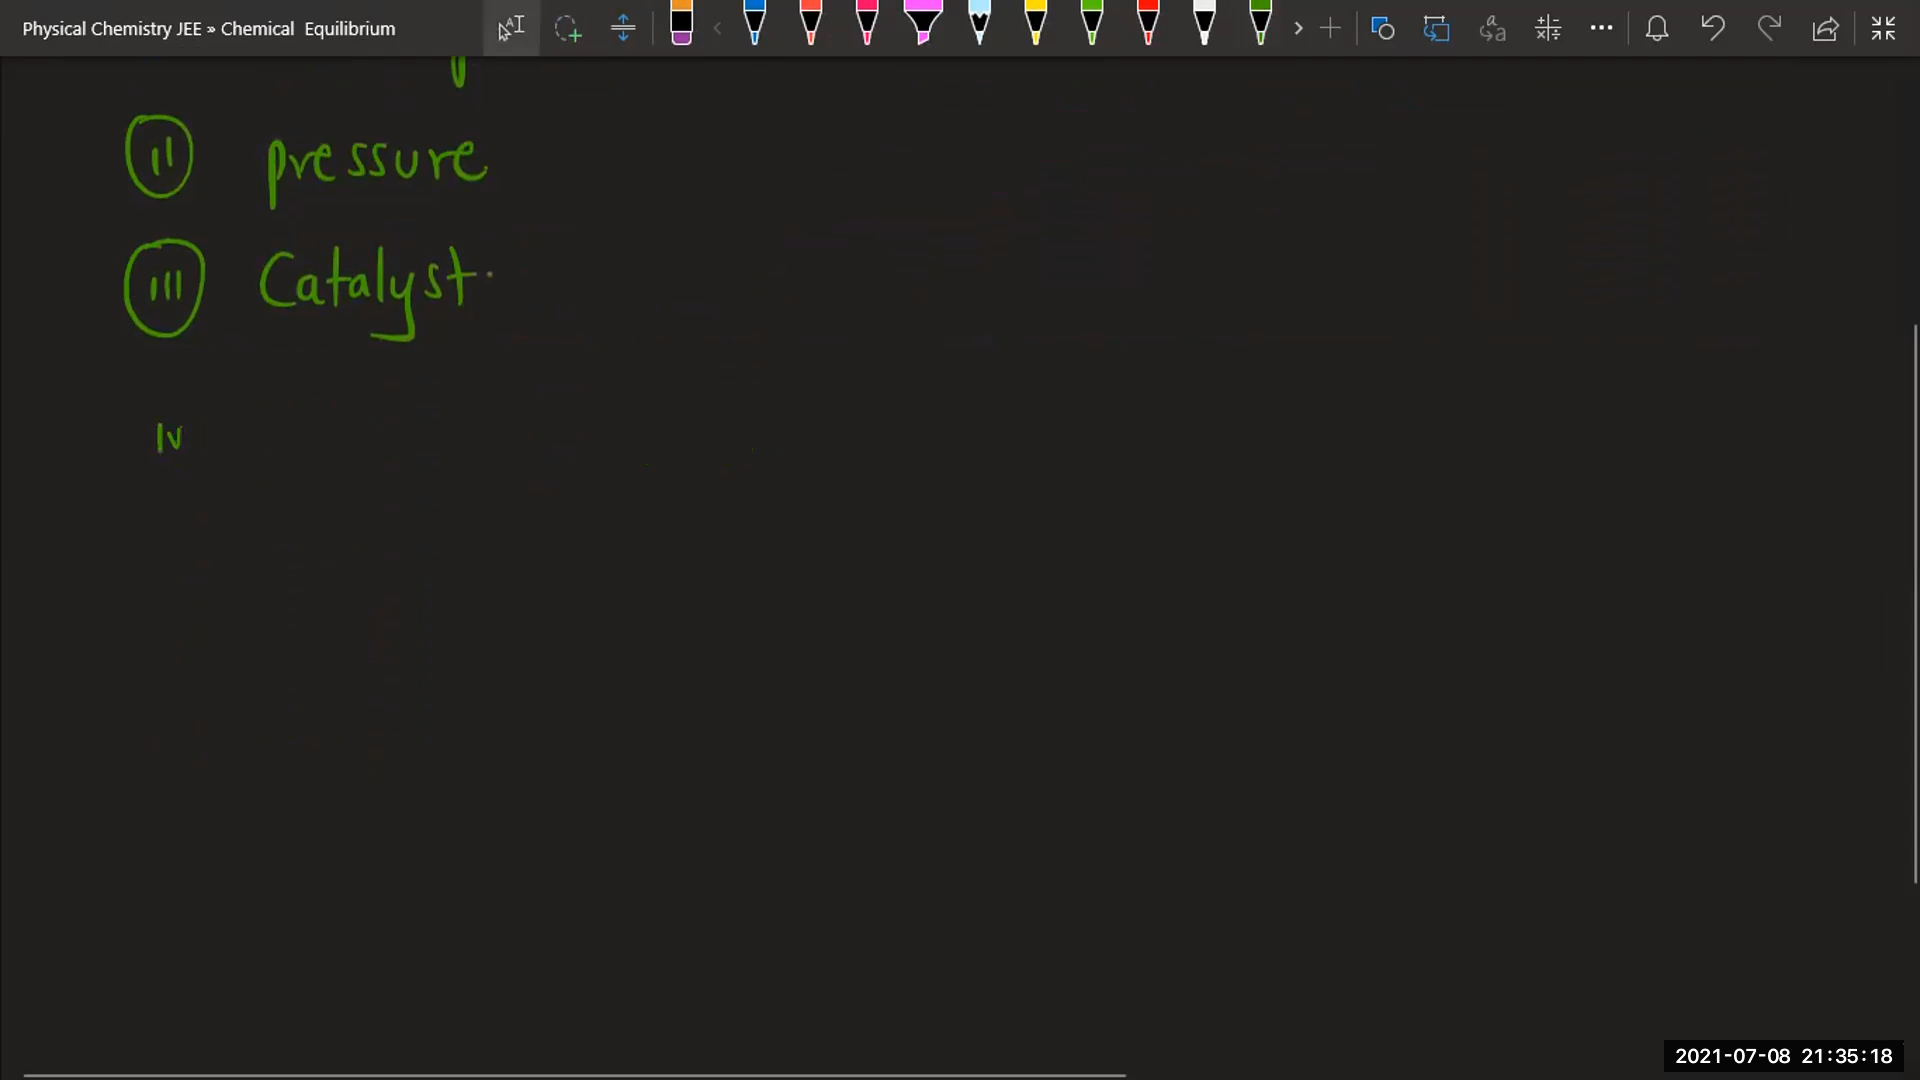 Physical Chemistry JEE » Chemical Equilibrium
(ii) pressure
(iii) Catalyst
iv
2021-07-08 21:35:18